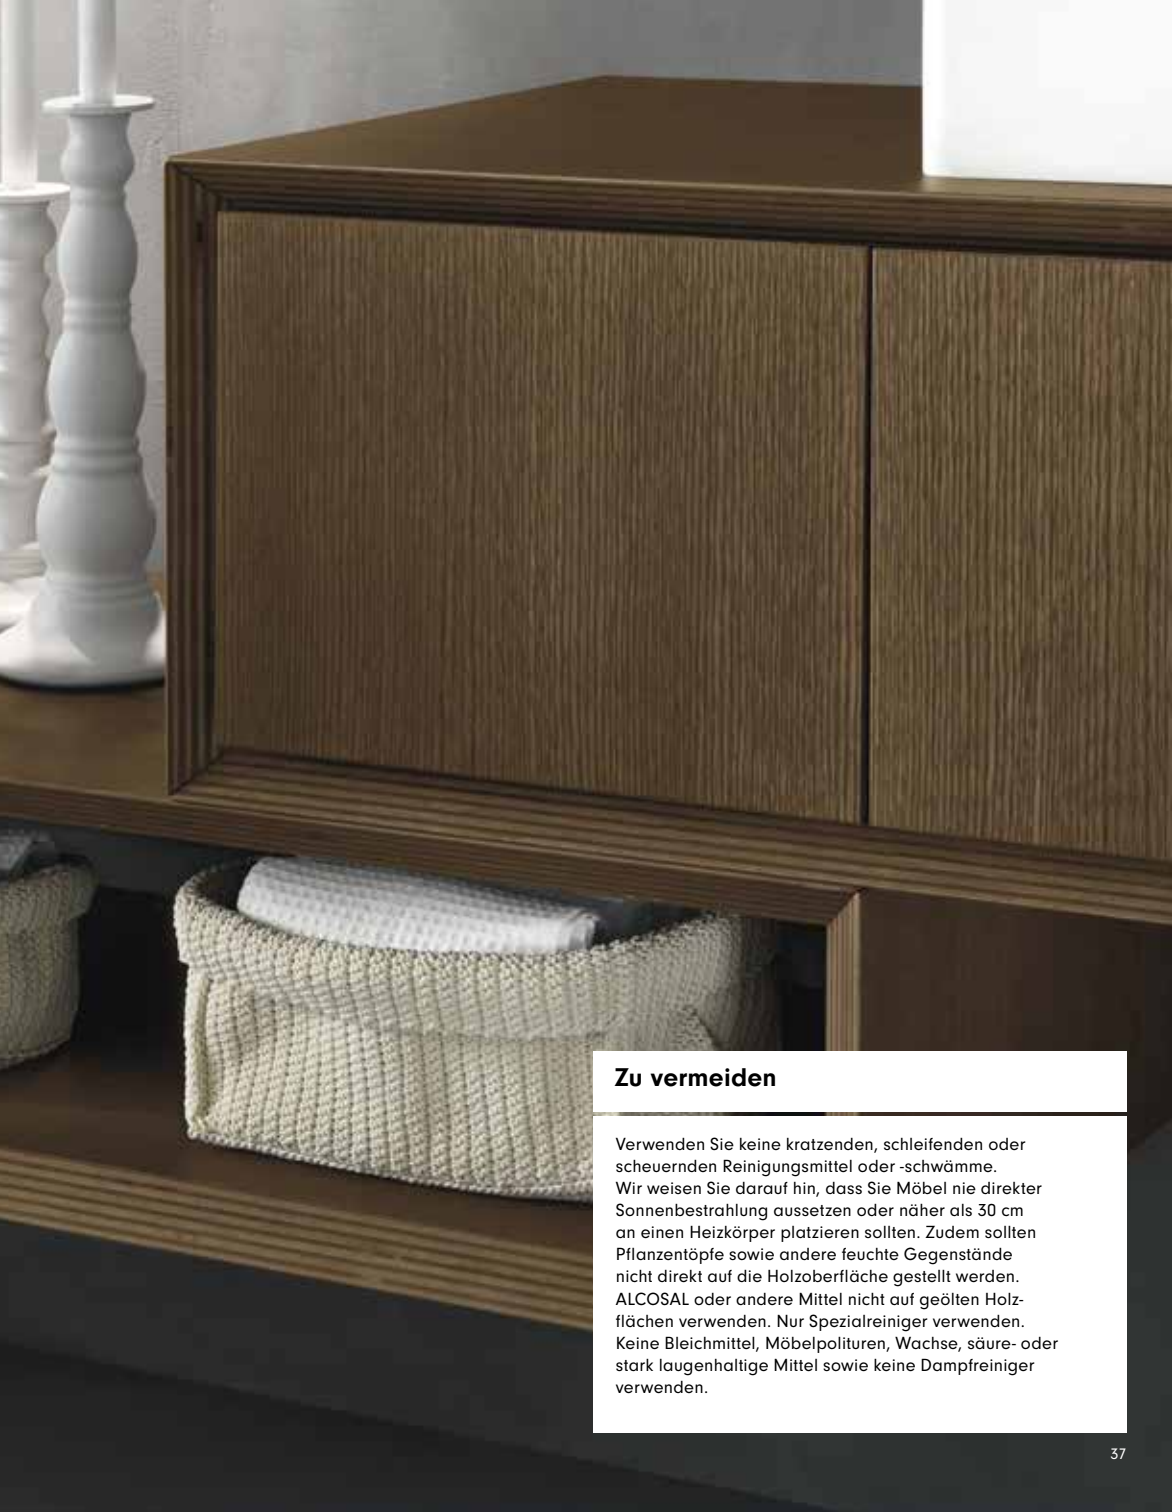 Zu vermeiden
Verwenden Sie keine kratzenden, schleifenden oder
scheuernden Reinigungsmittel oder -schwämme.
Wir weisen Sie darauf hin, dass Sie Möbel nie direkter
Sonnenbestrahlung aussetzen oder näher als 30 cm
an einen Heizkörper platzieren sollten. Zudem sollten
Pflanzentöpfe sowie andere feuchte Gegenstände
nicht direkt auf die Holzoberfläche gestellt werden.
ALCOSAL oder andere Mittel nicht auf geölten Holz-
flächen verwenden. Nur Spezialreiniger verwenden.
Keine Bleichmittel, Möbelpolituren, Wachse, säure- oder
stark laugenhaltige Mittel sowie keine Dampfreiniger
verwenden.
37